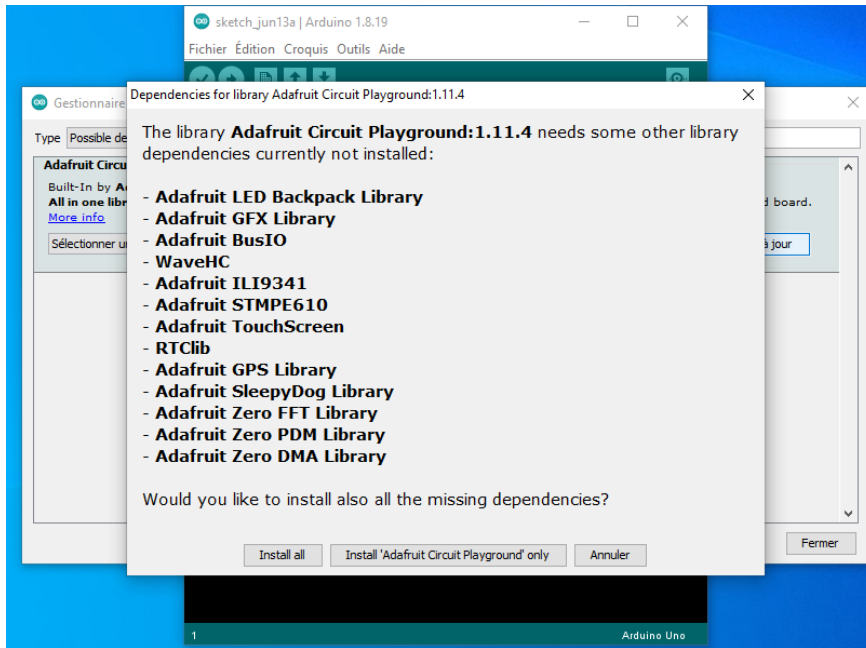 sketch_jun13a | Arduino 1.8.19
Fichier Édition Croquis Outils Aide
Gestionnaire
Type Possible de
Adafruit Circu
Built-In by
All in one libr
More info
Sélectionner un
d board.
à jour
Fermer
Dependencies for library Adafruit Circuit Playground:1.11.4
The library Adafruit Circuit Playground:1.11.4 needs some other library
dependencies currently not installed:
- Adafruit LED Backpack Library
- Adafruit GFX Library
- Adafruit BusIO
- WaveHC
- Adafruit ILI9341
- Adafruit STMPE610
- Adafruit TouchScreen
- RTClib
- Adafruit GPS Library
- Adafruit SleepyDog Library
- Adafruit Zero FFT Library
- Adafruit Zero PDM Library
- Adafruit Zero DMA Library
Would you like to install also all the missing dependencies?
Install all
Install 'Adafruit Circuit Playground' only
Annuler
1
Arduino Uno